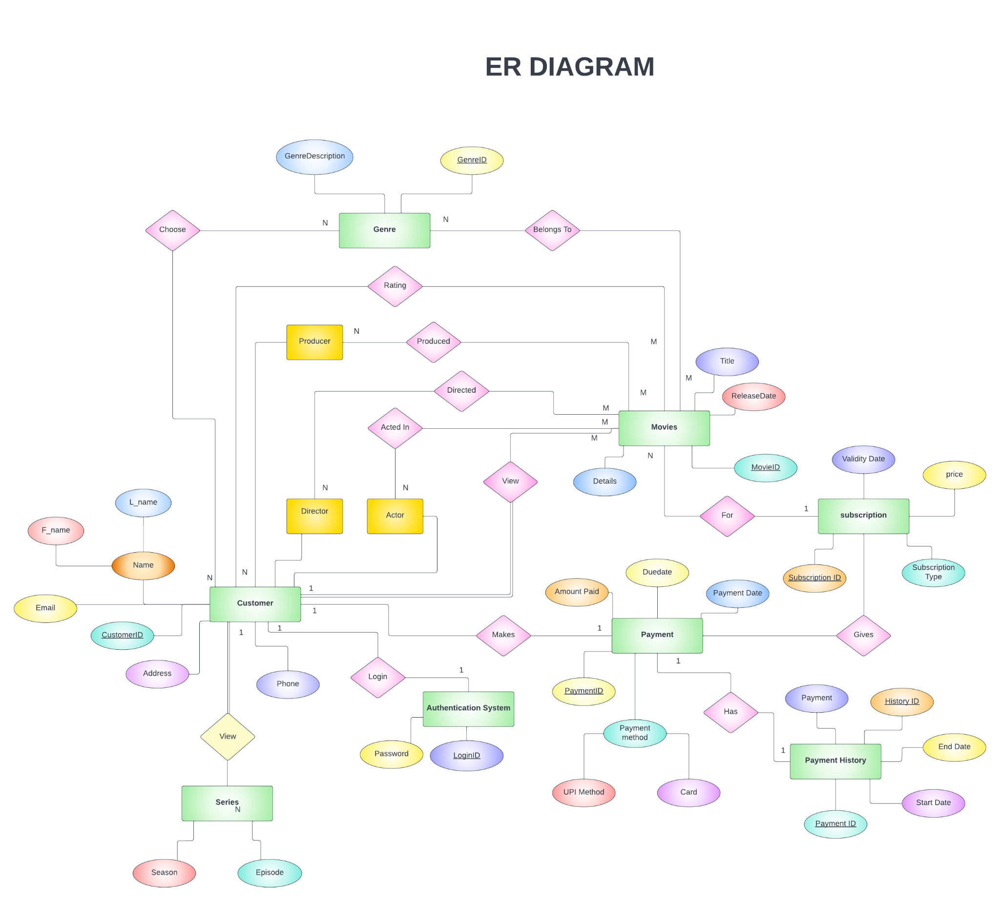 ER DIAGRAM
GenreDescription
GenreID
Choose
N
Genre
N
Belongs To
Rating
Producer
N
Produced
M
Title
M
Directed
M
ReleaseDate
M
Acted In
M
Movies
M
N
View
Details
MovieID
Validity Date
price
N
N
L_name
Director
Actor
For
1
subscription
F_name
Name
N
N
Duedate
Subscription ID
Subscription
Type
1
Amount Paid
Payment Date
Email
Customer
1
CustomerID
1
1
Makes
1
Payment
Gives
Address
Phone
Login
1
1
PaymentID
Authentication System
Has
Payment
History ID
View
Payment
method
Password
LoginID
1
End Date
Payment History
UPI Method
Card
Series
N
Start Date
Payment ID
Season
Episode